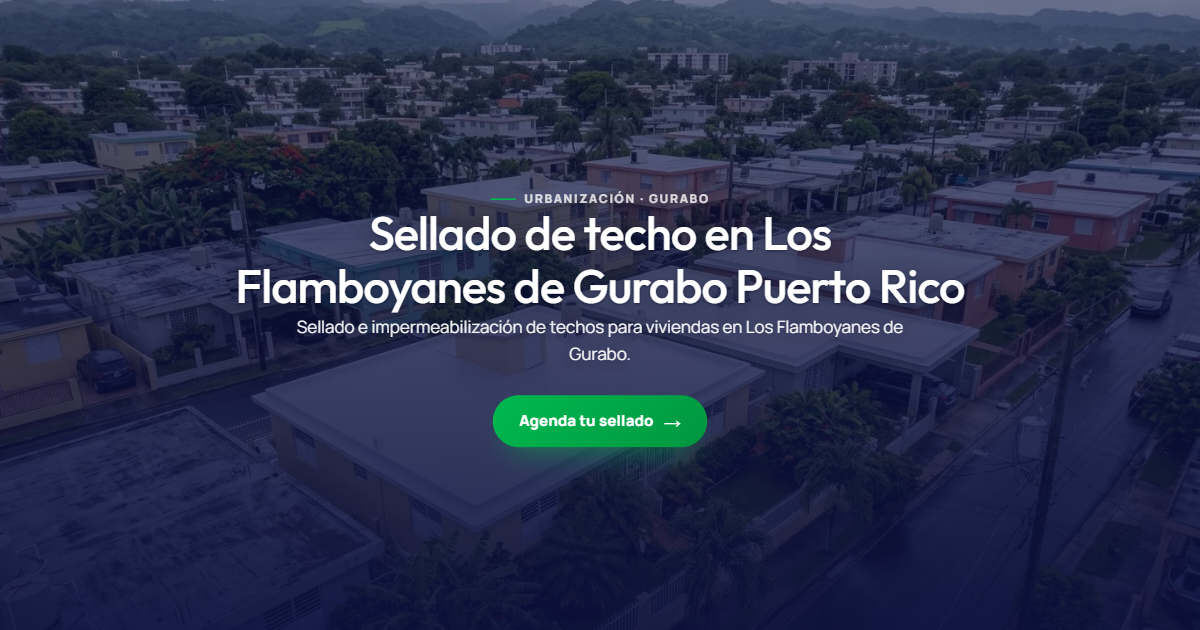 URBANIZACIÓN · GURABO
Sellado de techo en Los
Flamboyanes de Gurabo Puerto Rico
Sellado e impermeabilización de techos para viviendas en Los Flamboyanes de
Gurabo.
Agenda tu sellado →